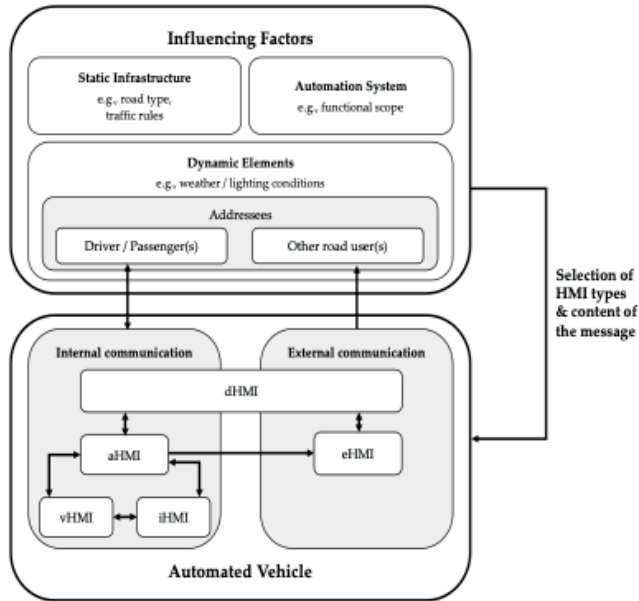 Influencing Factors
Static Infrastructure
e.g., road type,
traffic rules
Automation System
e.g., functional scope
Dynamic Elements
e.g., weather / lighting conditions
Addressees
Driver / Passenger(s)
Other road user(s)
Selection of
HMI types
& content of
the message
Internal communication
External communication
dHMI
aHMI
eHMI
vHMI
iHMI
Automated Vehicle